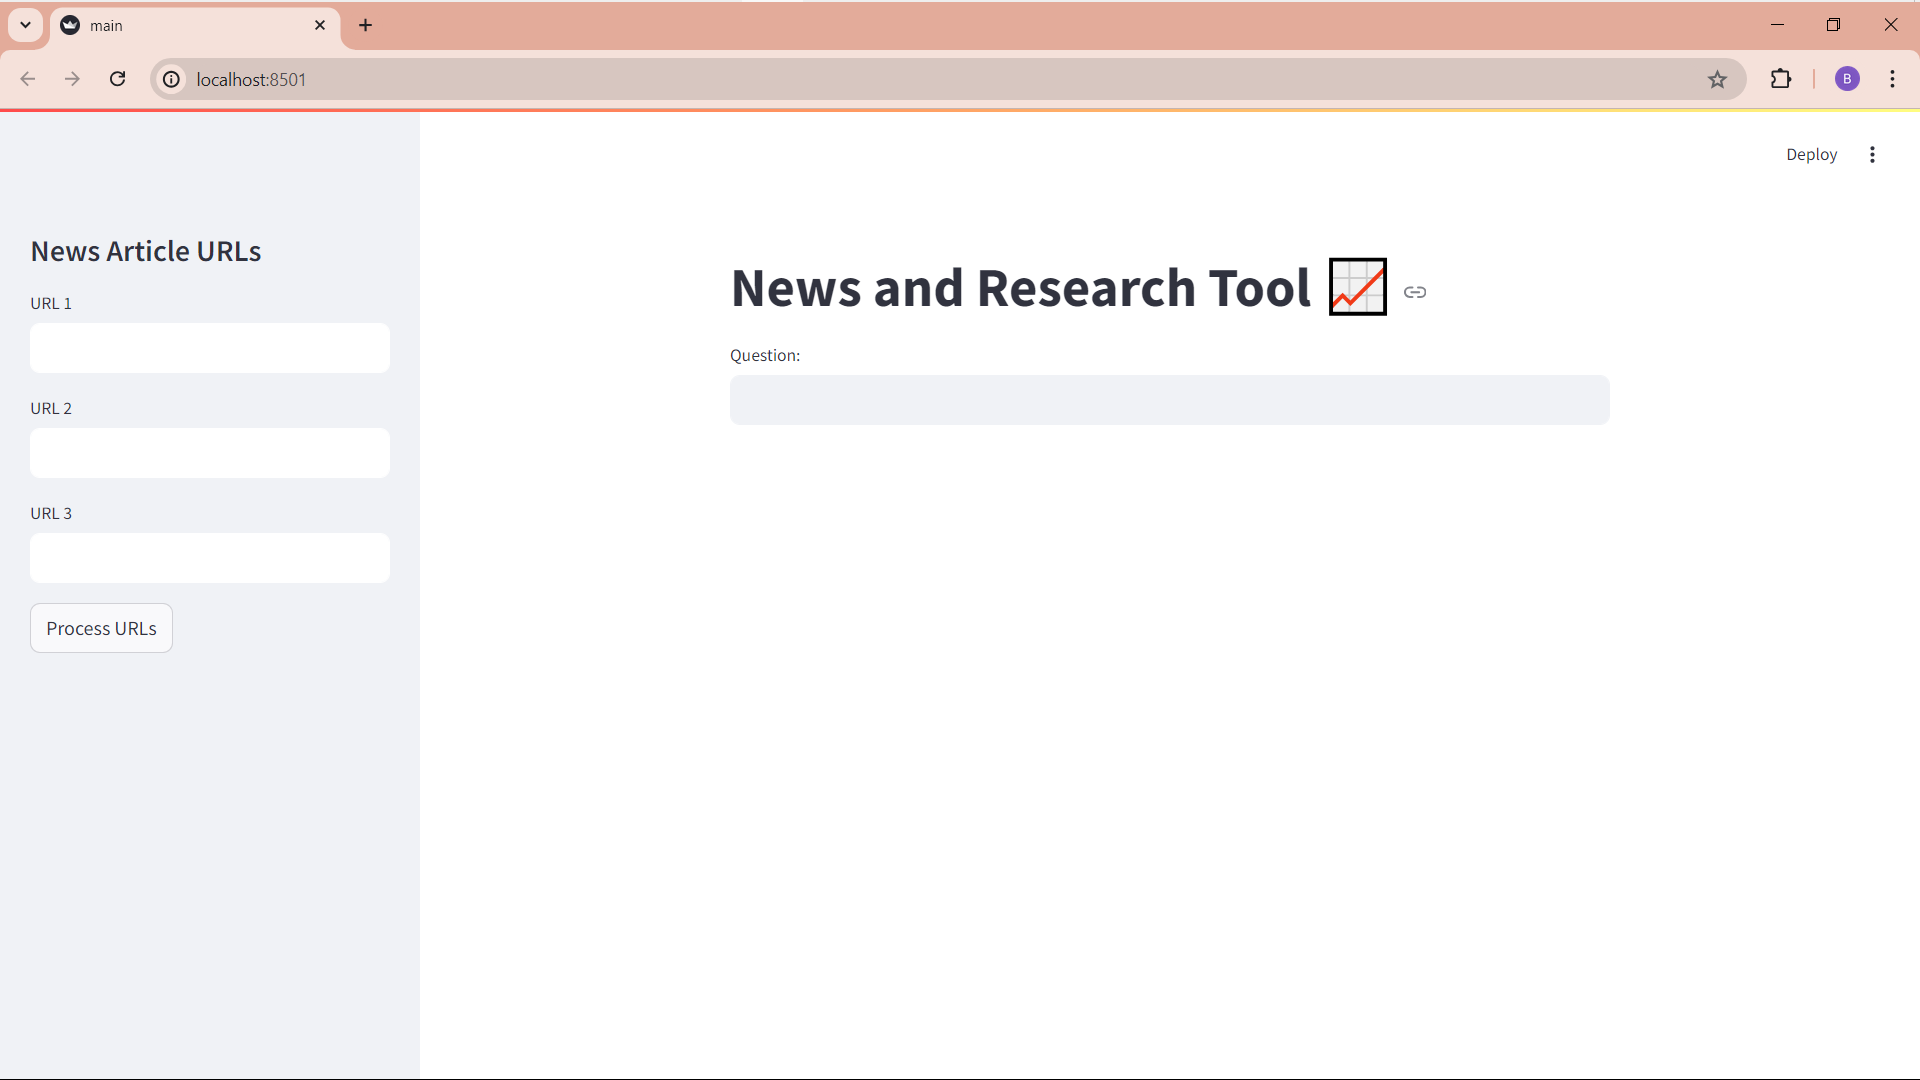 main
localhost:8501
B
Deploy
News Article URLs
URL 1
URL 2
URL 3
Process URLs
News and Research Tool
Question: